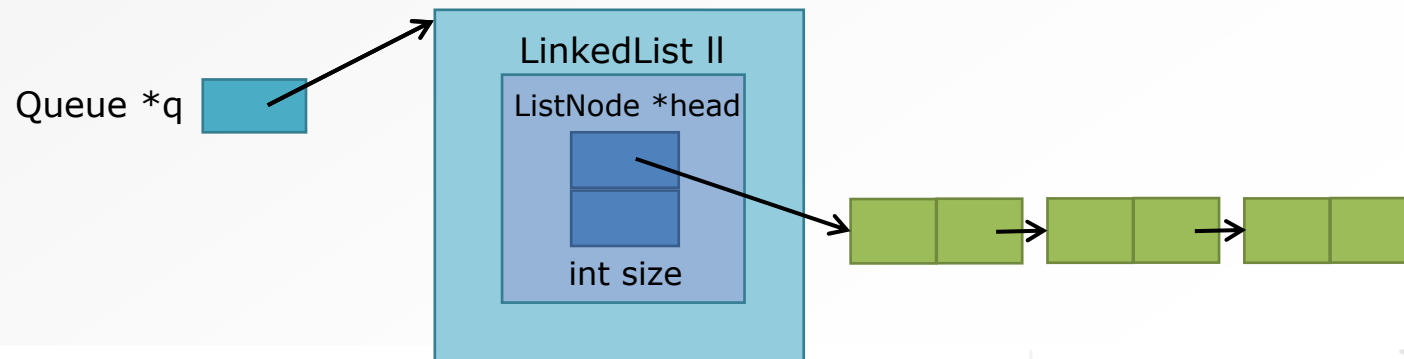 LinkedList ll
Queue *q
ListNode *head
int size